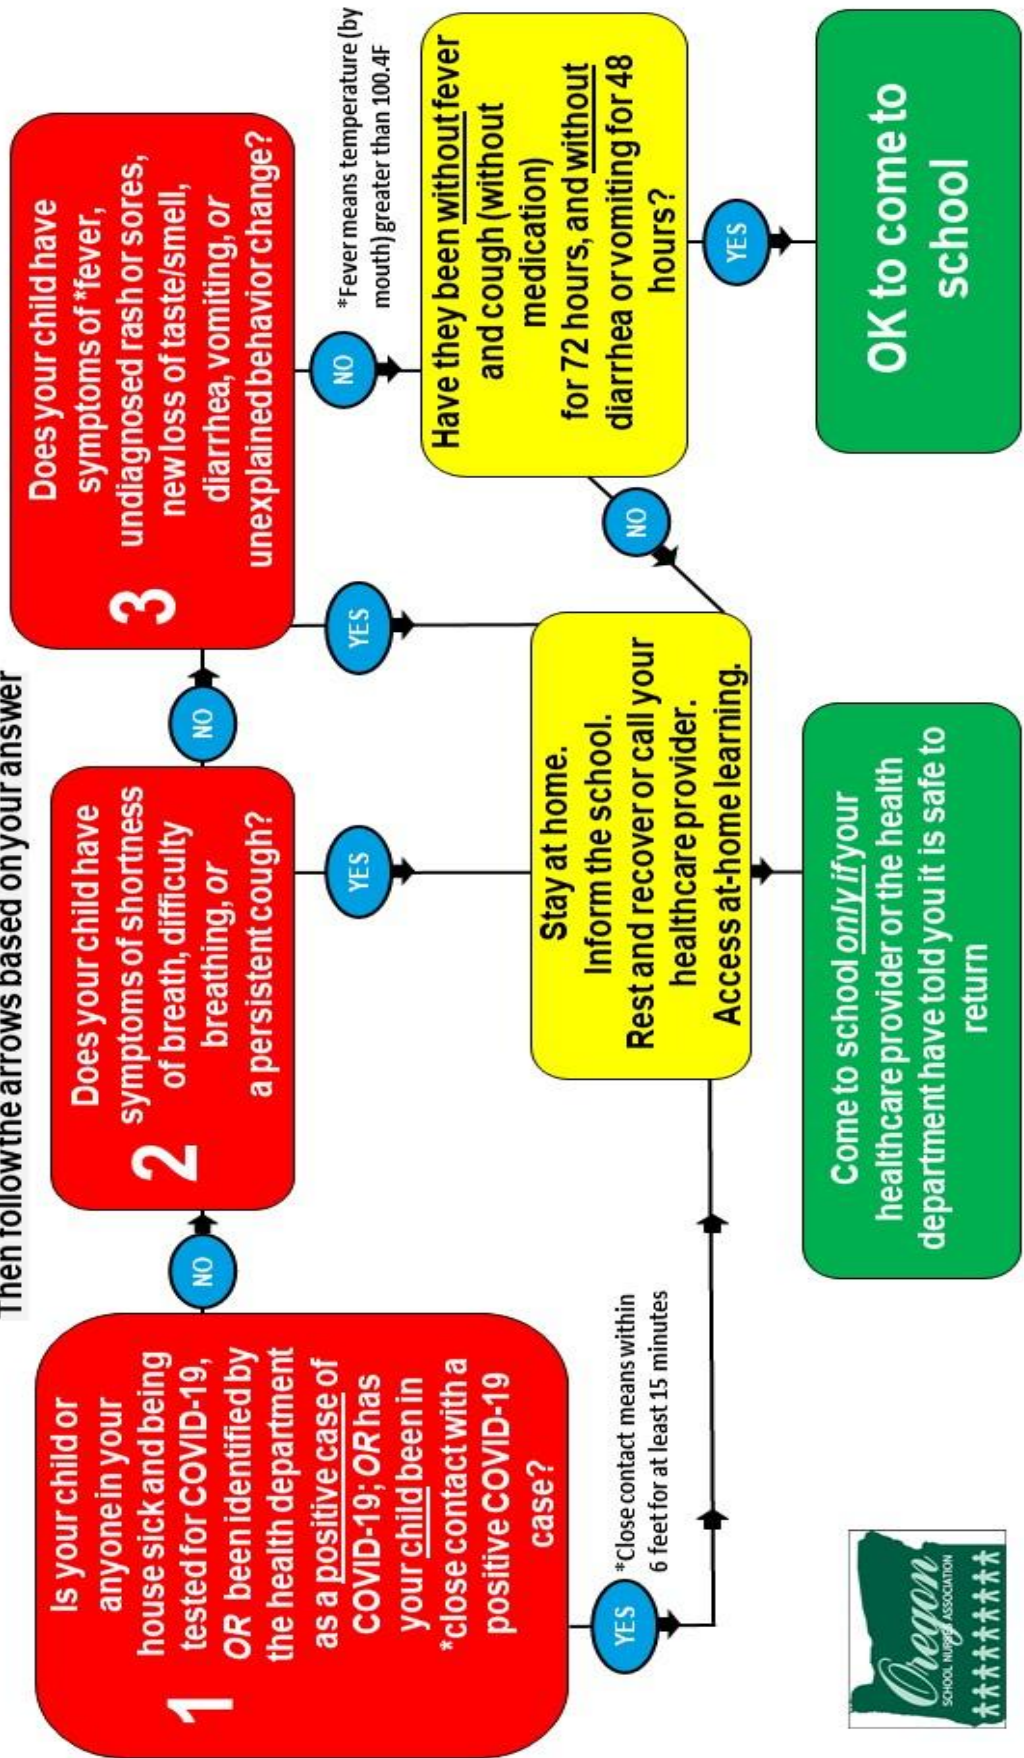 Then follow the arrows based on your answer
1
Is your child or
anyone in your
house sick and being
tested for COVID-19,
OR been identified by
the health department
as a positive case of
COVID-19; OR has
your child been in
*close contact with a
positive COVID-19
case?
NO
2
Does your child have
symptoms of shortness
of breath, difficulty
breathing, or
a persistent cough?
NO
3
Does your child have
symptoms of *fever,
undiagnosed rash or sores,
new loss of taste/smell,
diarrhea, vomiting, or
unexplained behavior change?
YES
*Close contact means within
6 feet for at least 15 minutes
YES
YES
NO
*Fever means temperature (by
mouth) greater than 100.4F
Stay at home.
Inform the school.
Rest and recover or call your
healthcare provider.
Access at-home learning.
NO
Have they been without fever
and cough (without
medication)
for 72 hours, and without
diarrhea or vomiting for 48
hours?
YES
Oregon
SCHOOL NURSES ASSOCIATION
Come to school only if your
healthcare provider or the health
department have told you it is safe to
return
OK to come to
school